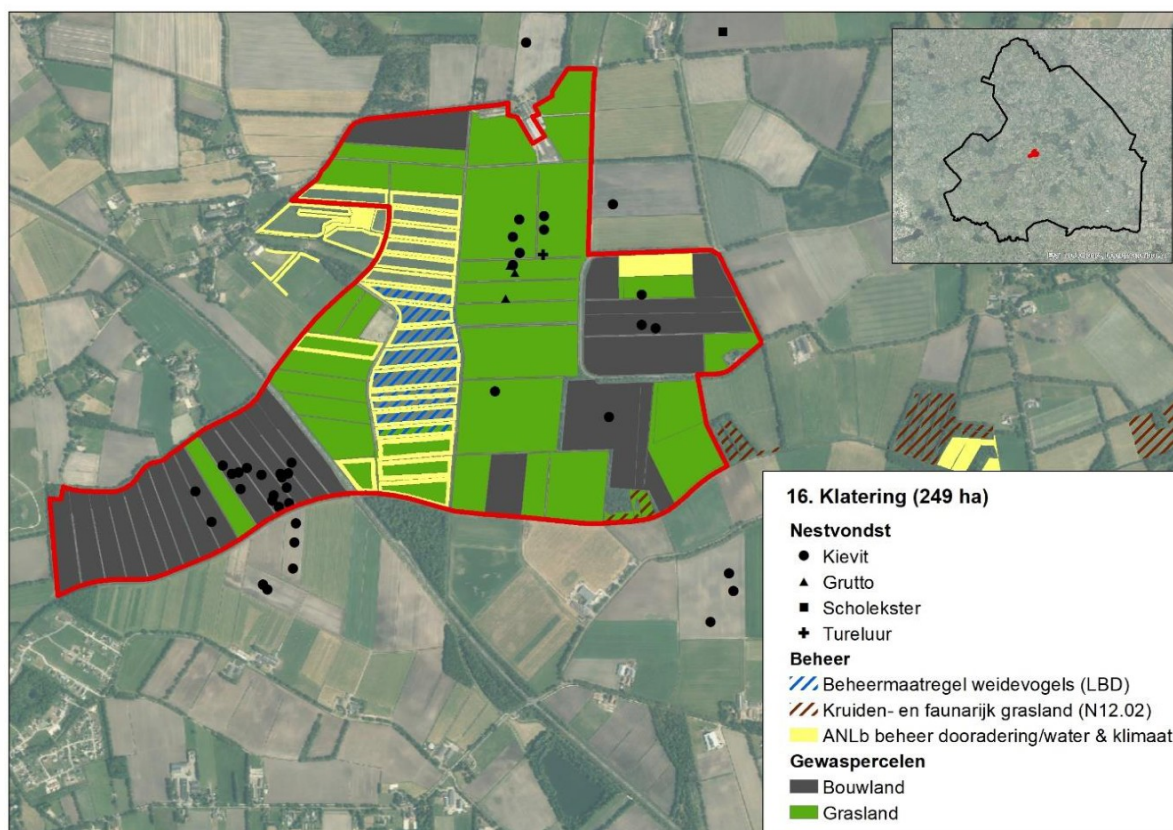 16. Klatering (249 ha)
Nestvondst
Kievit
Grutto
Scholekster
Tureluur
Beheer
Beheermaatregel weidevogels (LBD)
Kruiden- en faunarijk grasland (N12.02)
ANLb beheer dooradering/water & klimaat
Gewaspercelen
Bouwland
Grasland